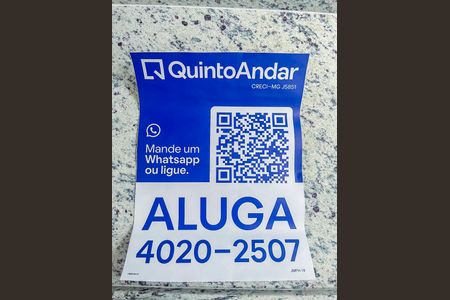 QuintoAndar
CRECI-MG J5851
Mande um
Whatsapp
ou ligue.
ALUGA
4020-2507